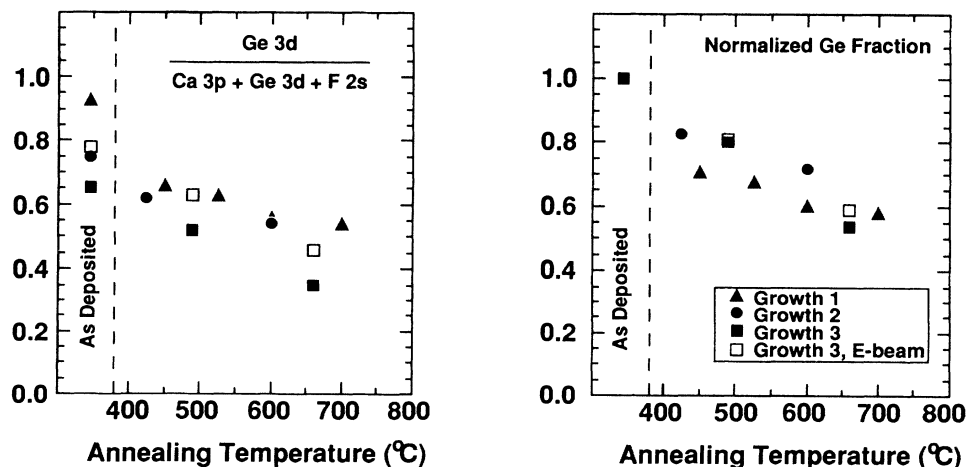 Ge 3d
Ca 3p + Ge 3d + F 2s
1.0
0.8
0.6
0.4
0.2
0.0
As Deposited
400 500 600 700 800
Annealing Temperature (ºC)
Normalized Ge Fraction
1.0
0.8
0.6
0.4
0.2
0.0
As Deposited
Growth 1
Growth 2
Growth 3
Growth 3, E-beam
400 500 600 700 800
Annealing Temperature (ºC)